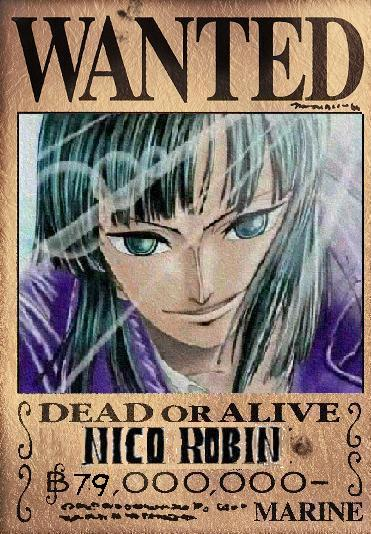 WANTED
DEAD OR ALIVE
NICO ROBIN
฿79,000,000-
MARINE